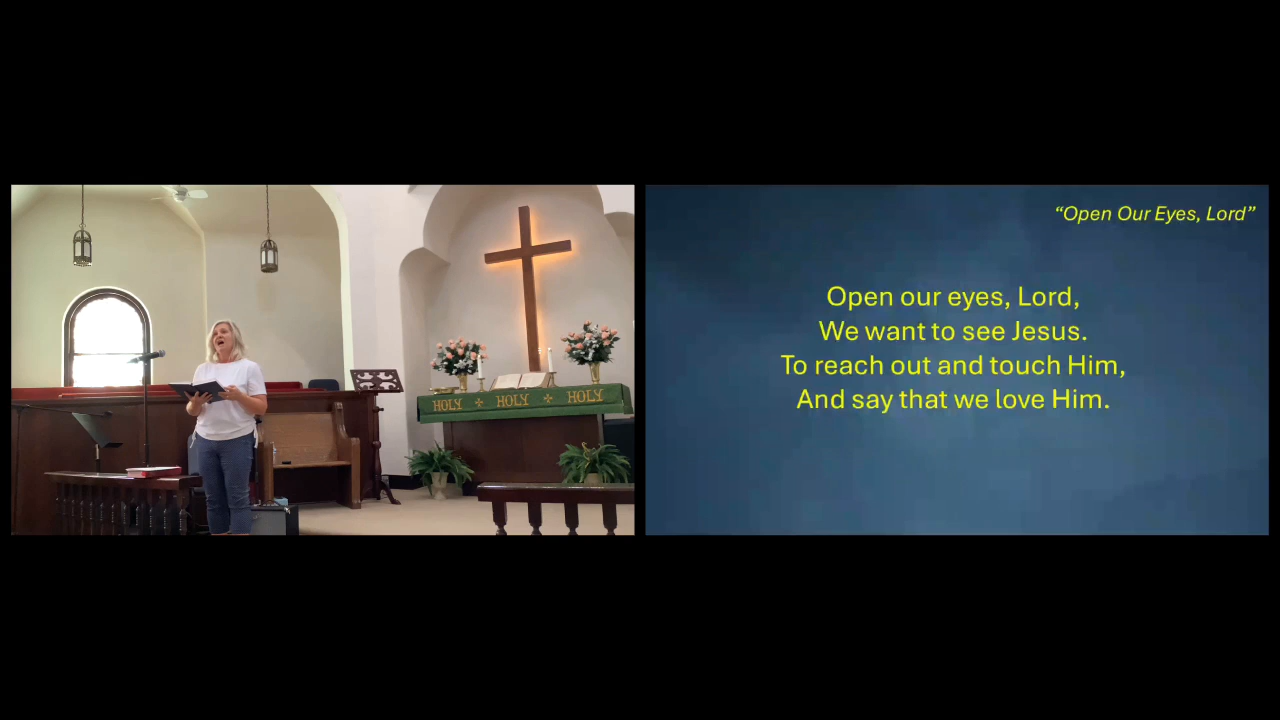 HOLY HOLY HOLY
“Open Our Eyes, Lord”
Open our eyes, Lord,
We want to see Jesus.
To reach out and touch Him,
And say that we love Him.